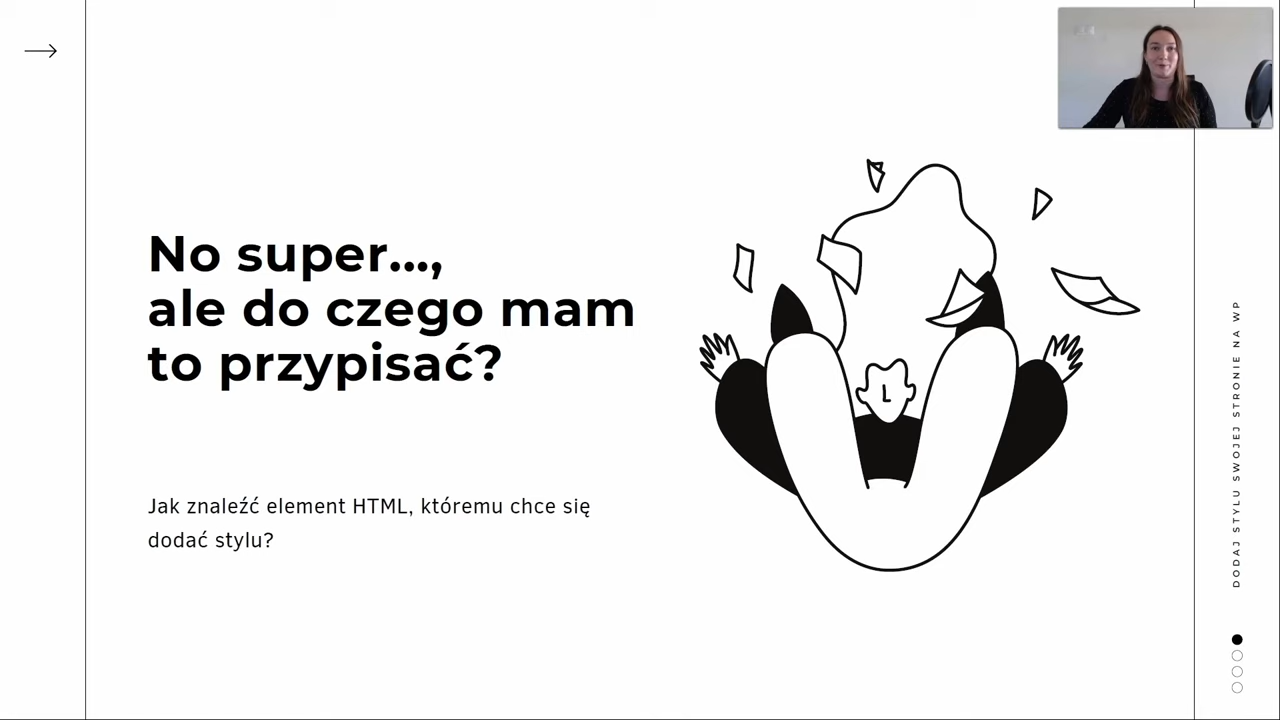 No super...,
ale do czego mam
to przypisać?
Jak znaleźć element HTML, któremu chce się
dodać stylu?
DODAJ STYLU SWOJEJ STRONIE NA WP